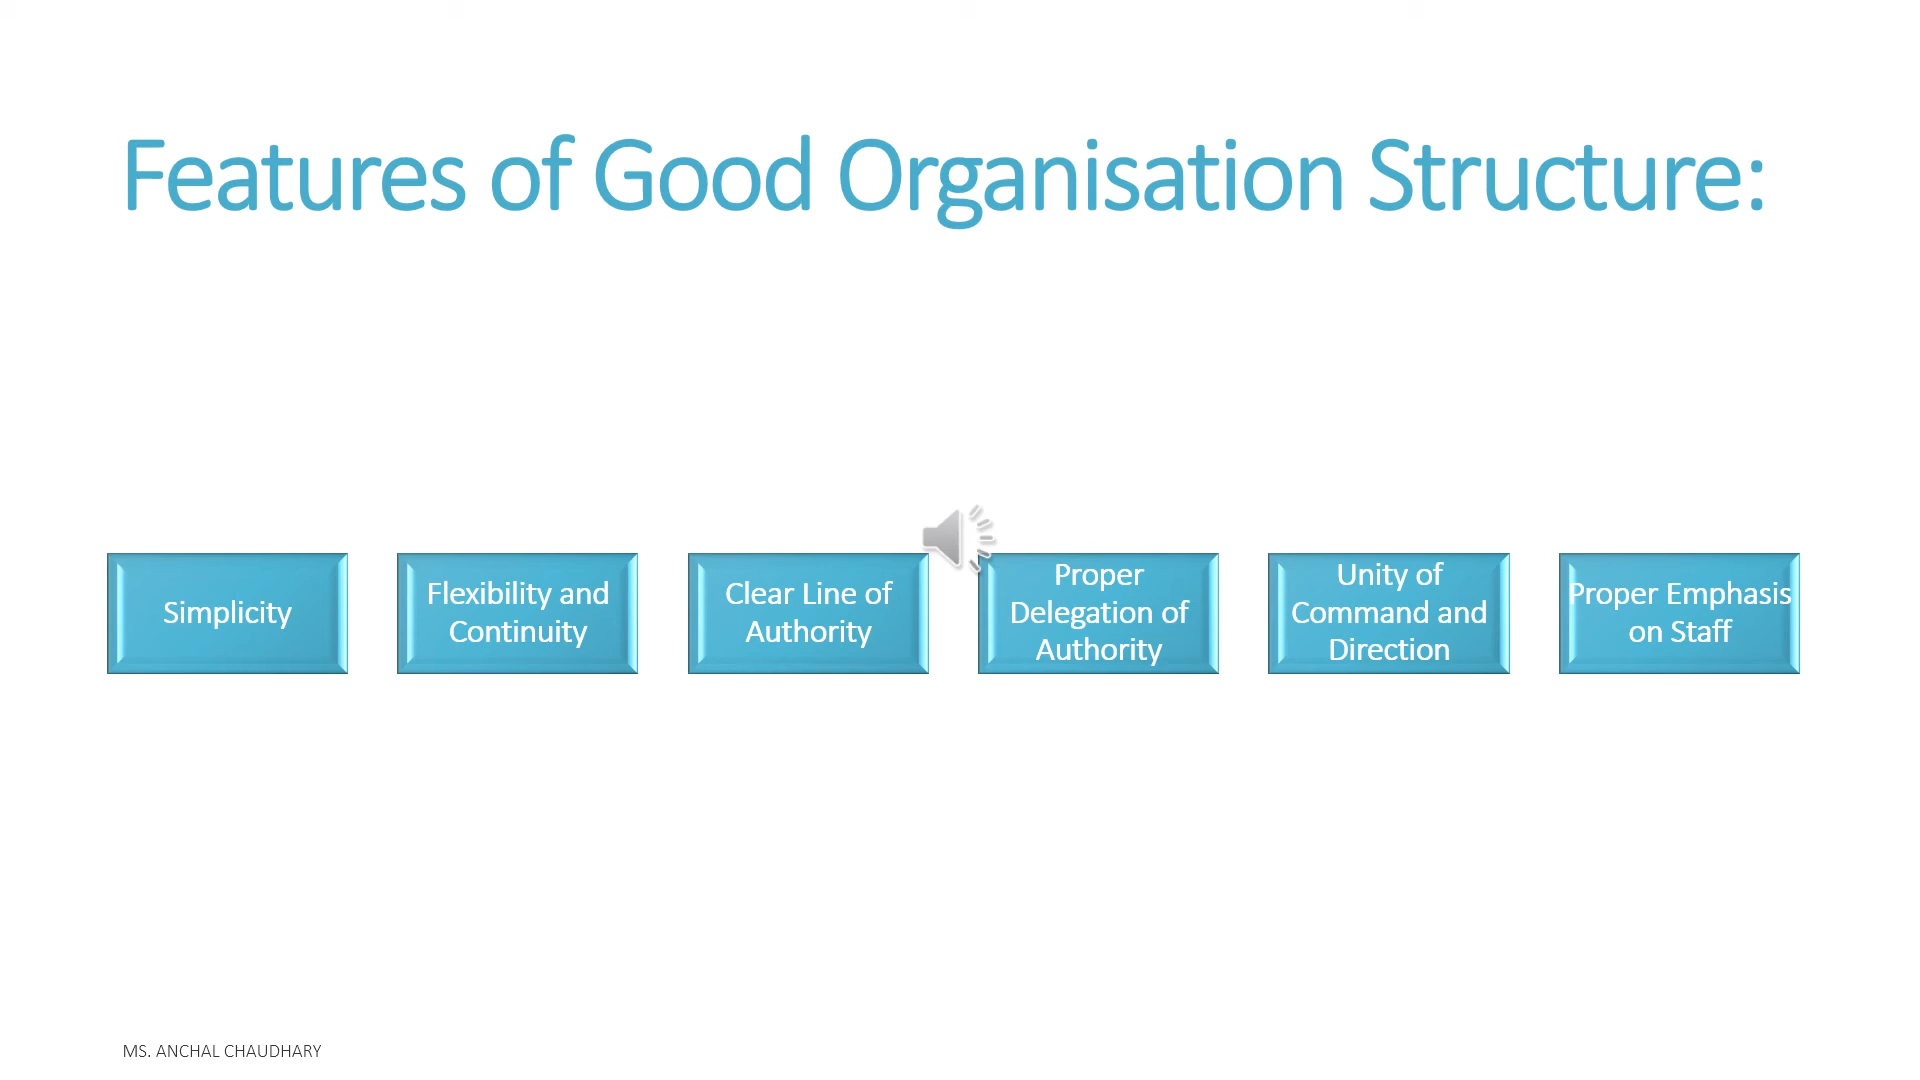 Features of Good Organisation Structure:
Simplicity
Flexibility and
Continuity
Clear Line of
Authority
Proper
Delegation of
Authority
Unity of
Command and
Direction
Proper Emphasis
on Staff
MS. ANCHAL CHAUDHARY